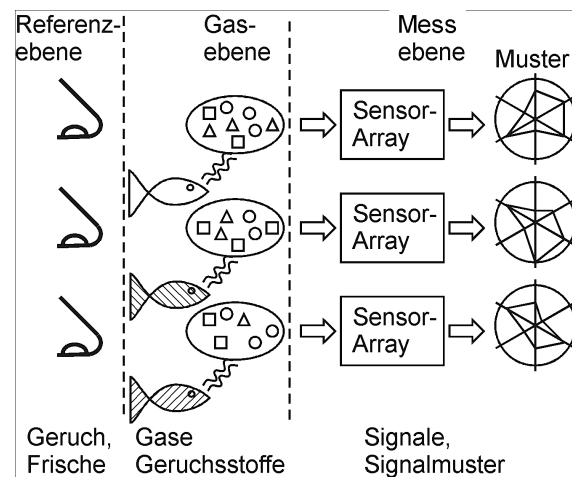 Referenz-
ebene
Gas-
ebene
Mess
ebene
Muster
Sensor-
Array
Sensor-
Array
Sensor-
Array
Geruch,
Frische
Gase
Geruchsstoffe
Signale,
Signalmuster